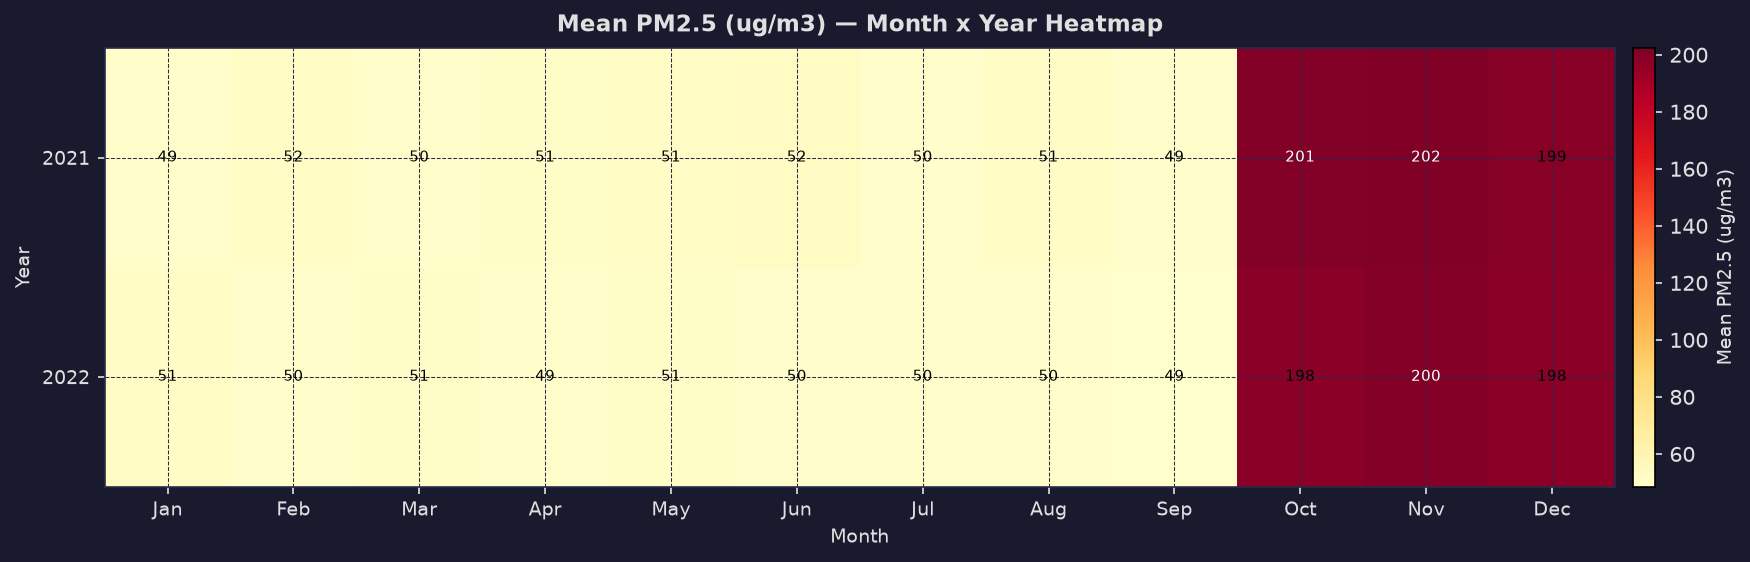 Mean PM2.5 (ug/m3) — Month x Year Heatmap
200
180
160
140
120
100
80
60
Mean PM2.5 (ug/m3)
Year
2021
49 52 50 51 51 52 50 51 49 201 202 199
2022
51 50 51 49 51 50 50 50 49 198 200 198
Jan Feb Mar Apr May Jun Jul Aug Sep Oct Nov Dec
Month